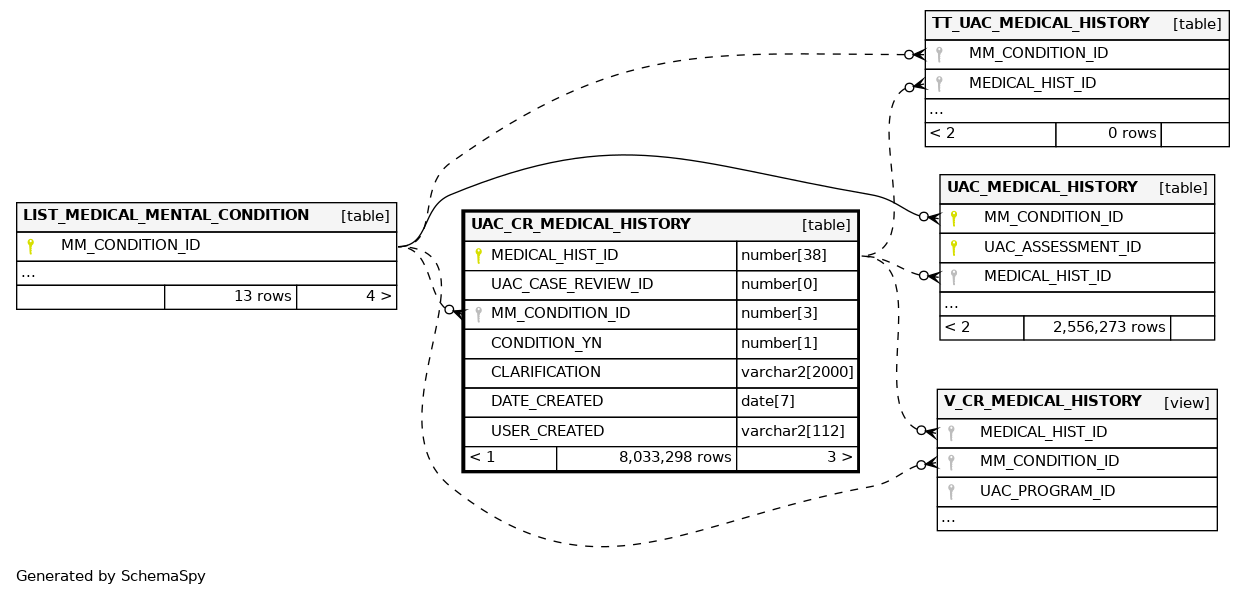 TT_UAC_MEDICAL_HISTORY [table]
MM_CONDITION_ID
MEDICAL_HIST_ID
...
< 2 0 rows
UAC_MEDICAL_HISTORY [table]
MM_CONDITION_ID
UAC_ASSESSMENT_ID
MEDICAL_HIST_ID
...
< 2 2,556,273 rows
LIST_MEDICAL_MENTAL_CONDITION [table]
MM_CONDITION_ID
...
13 rows 4 >
UAC_CR_MEDICAL_HISTORY [table]
MEDICAL_HIST_ID number[38]
UAC_CASE_REVIEW_ID number[0]
MM_CONDITION_ID number[3]
CONDITION_YN number[1]
CLARIFICATION varchar2[2000]
DATE_CREATED date[7]
USER_CREATED varchar2[112]
< 1 8,033,298 rows 3 >
V_CR_MEDICAL_HISTORY [view]
MEDICAL_HIST_ID
MM_CONDITION_ID
UAC_PROGRAM_ID
...
Generated by SchemaSpy